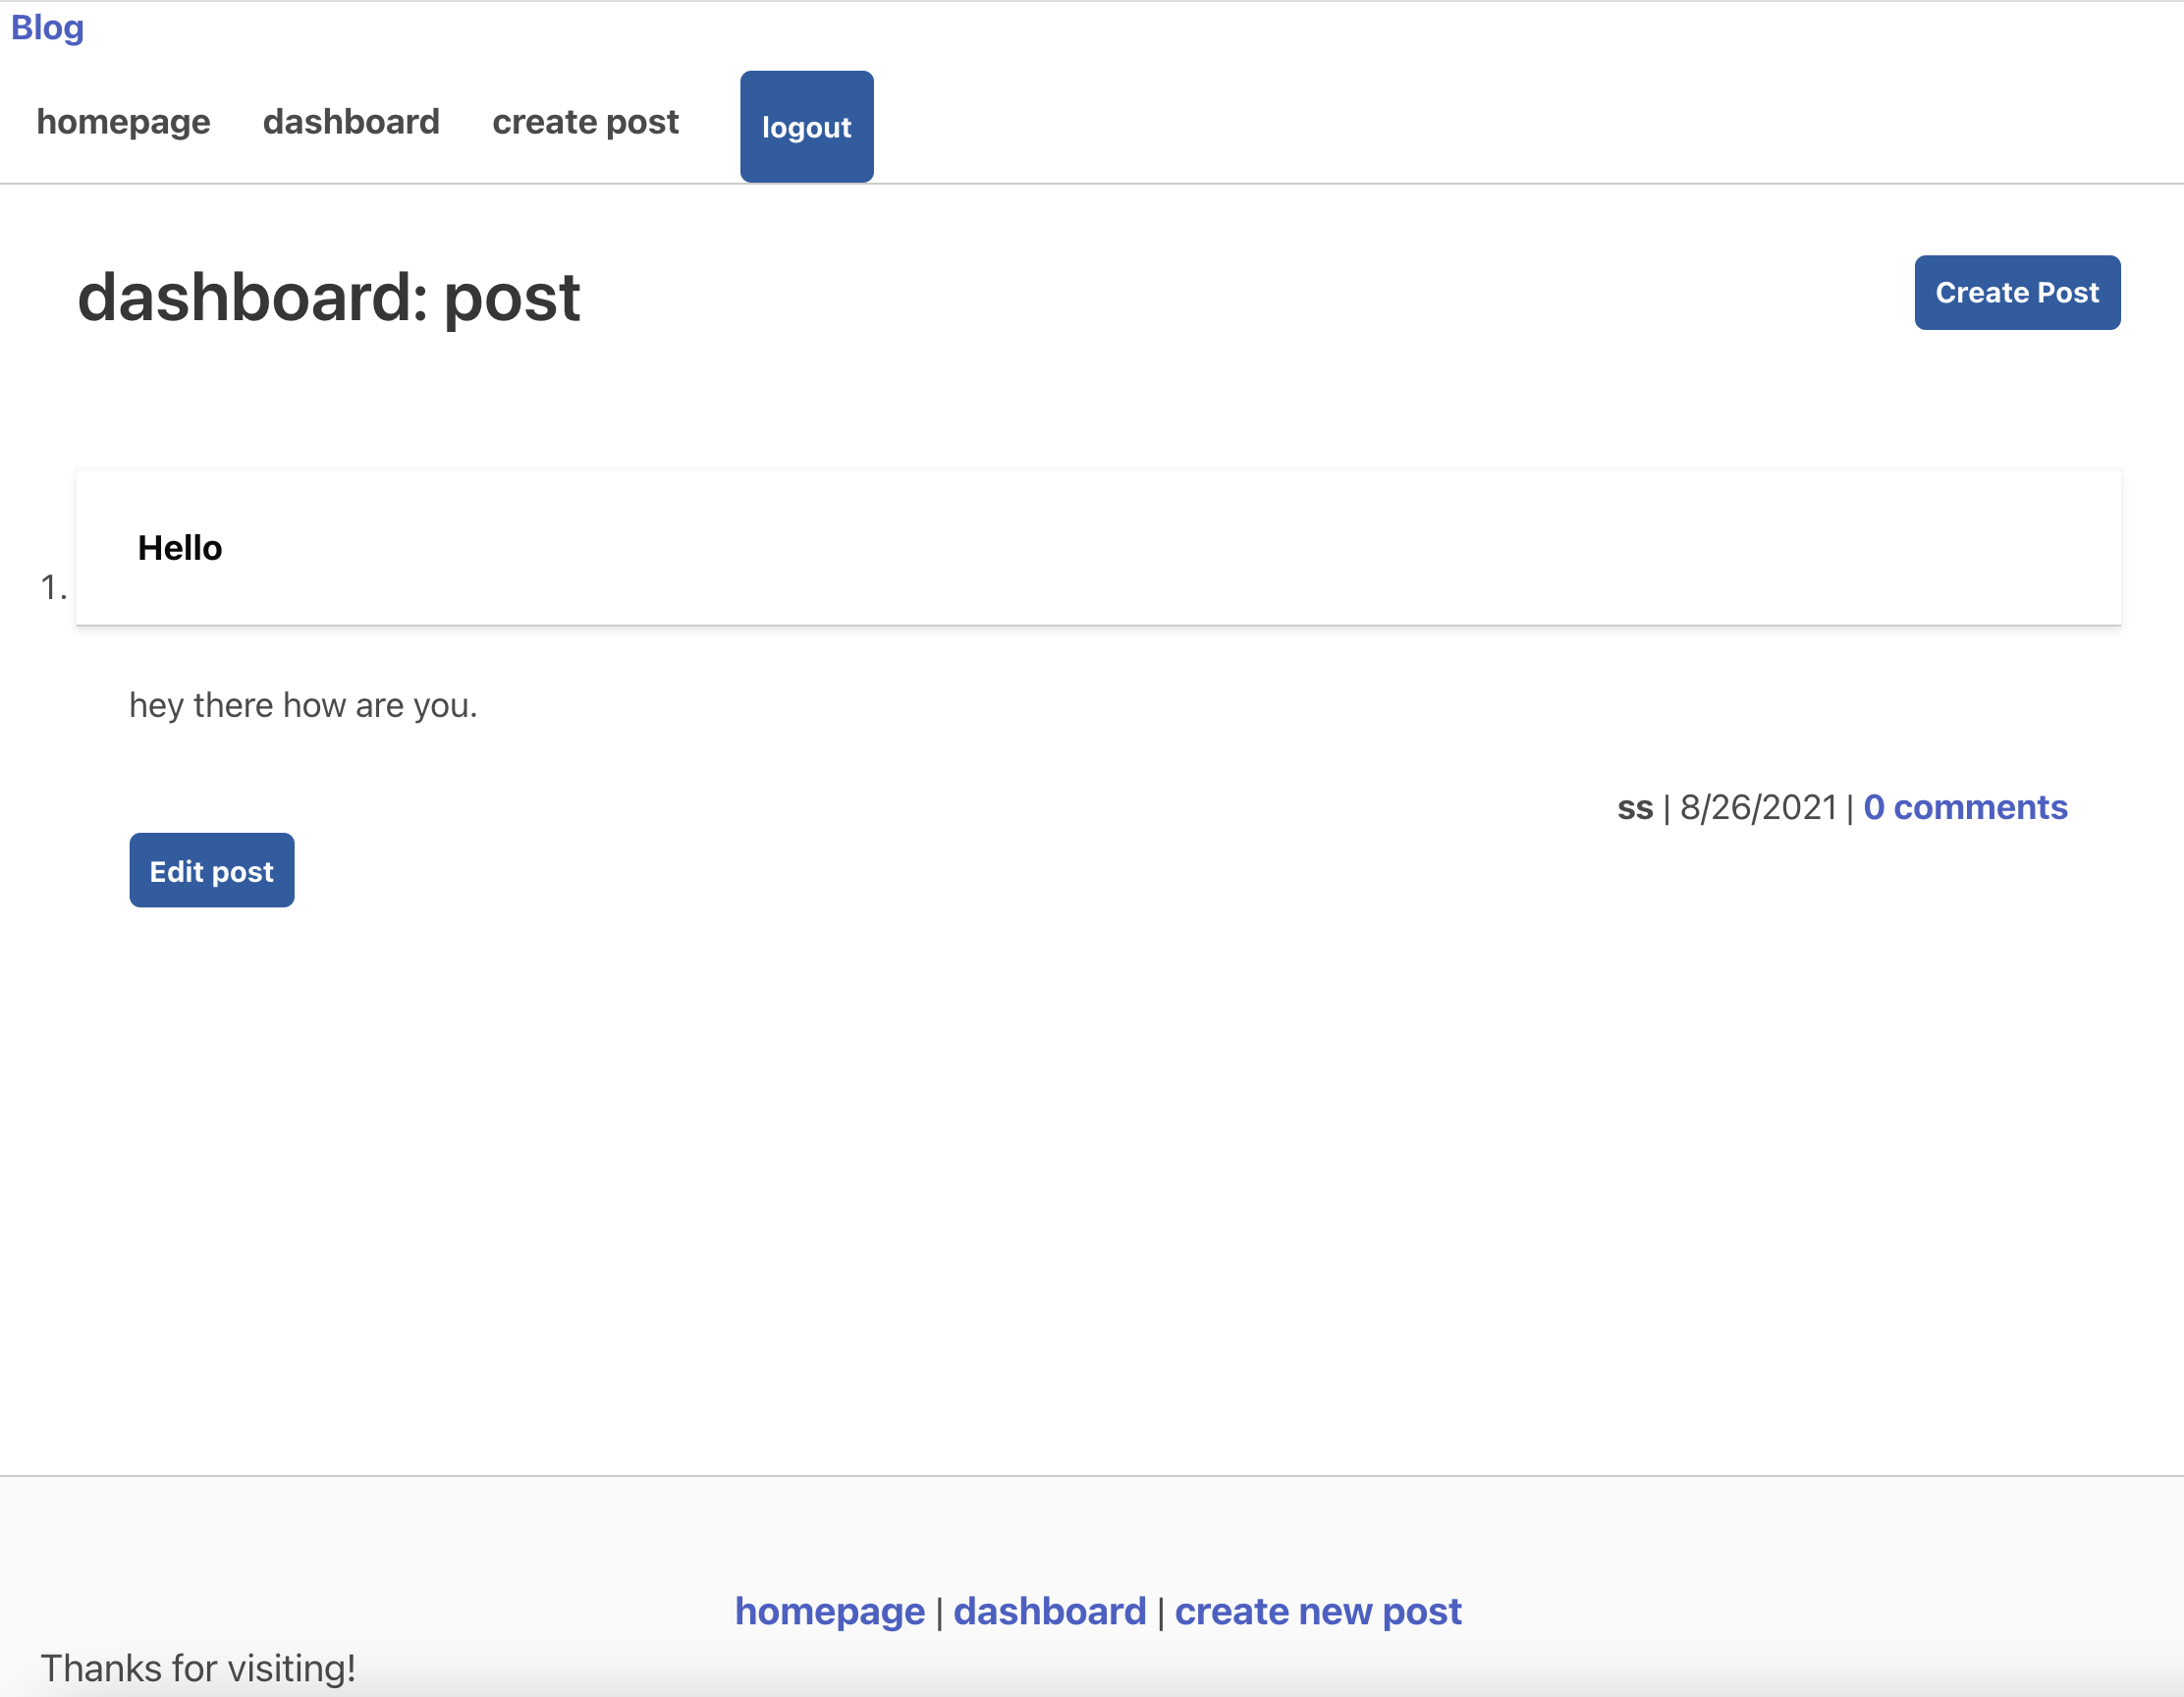 Blog
homepage dashboard create post logout
dashboard: post Create Post
Hello
1.
hey there how are you.
ss | 8/26/2021 | 0 comments
Edit post
homepage | dashboard | create new post
Thanks for visiting!